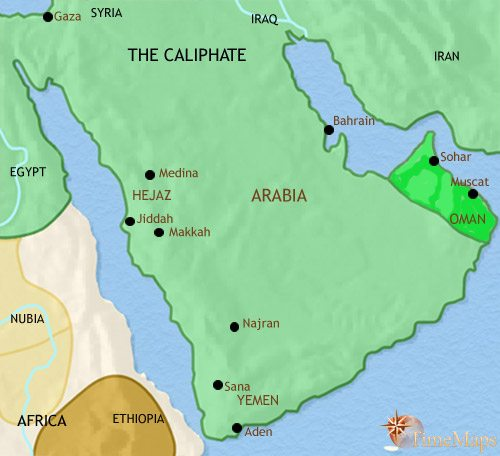 Gaza
SYRIA
IRAQ
THE CALIPHATE
IRAN
Bahrain
Sohar
EGYPT
Medina
Muscat
HEJAZ
ARABIA
Jiddah
OMAN
Makkah
NUBIA
Najran
Sana
YEMEN
AFRICA
ETHIOPIA
Aden
TimeMaps